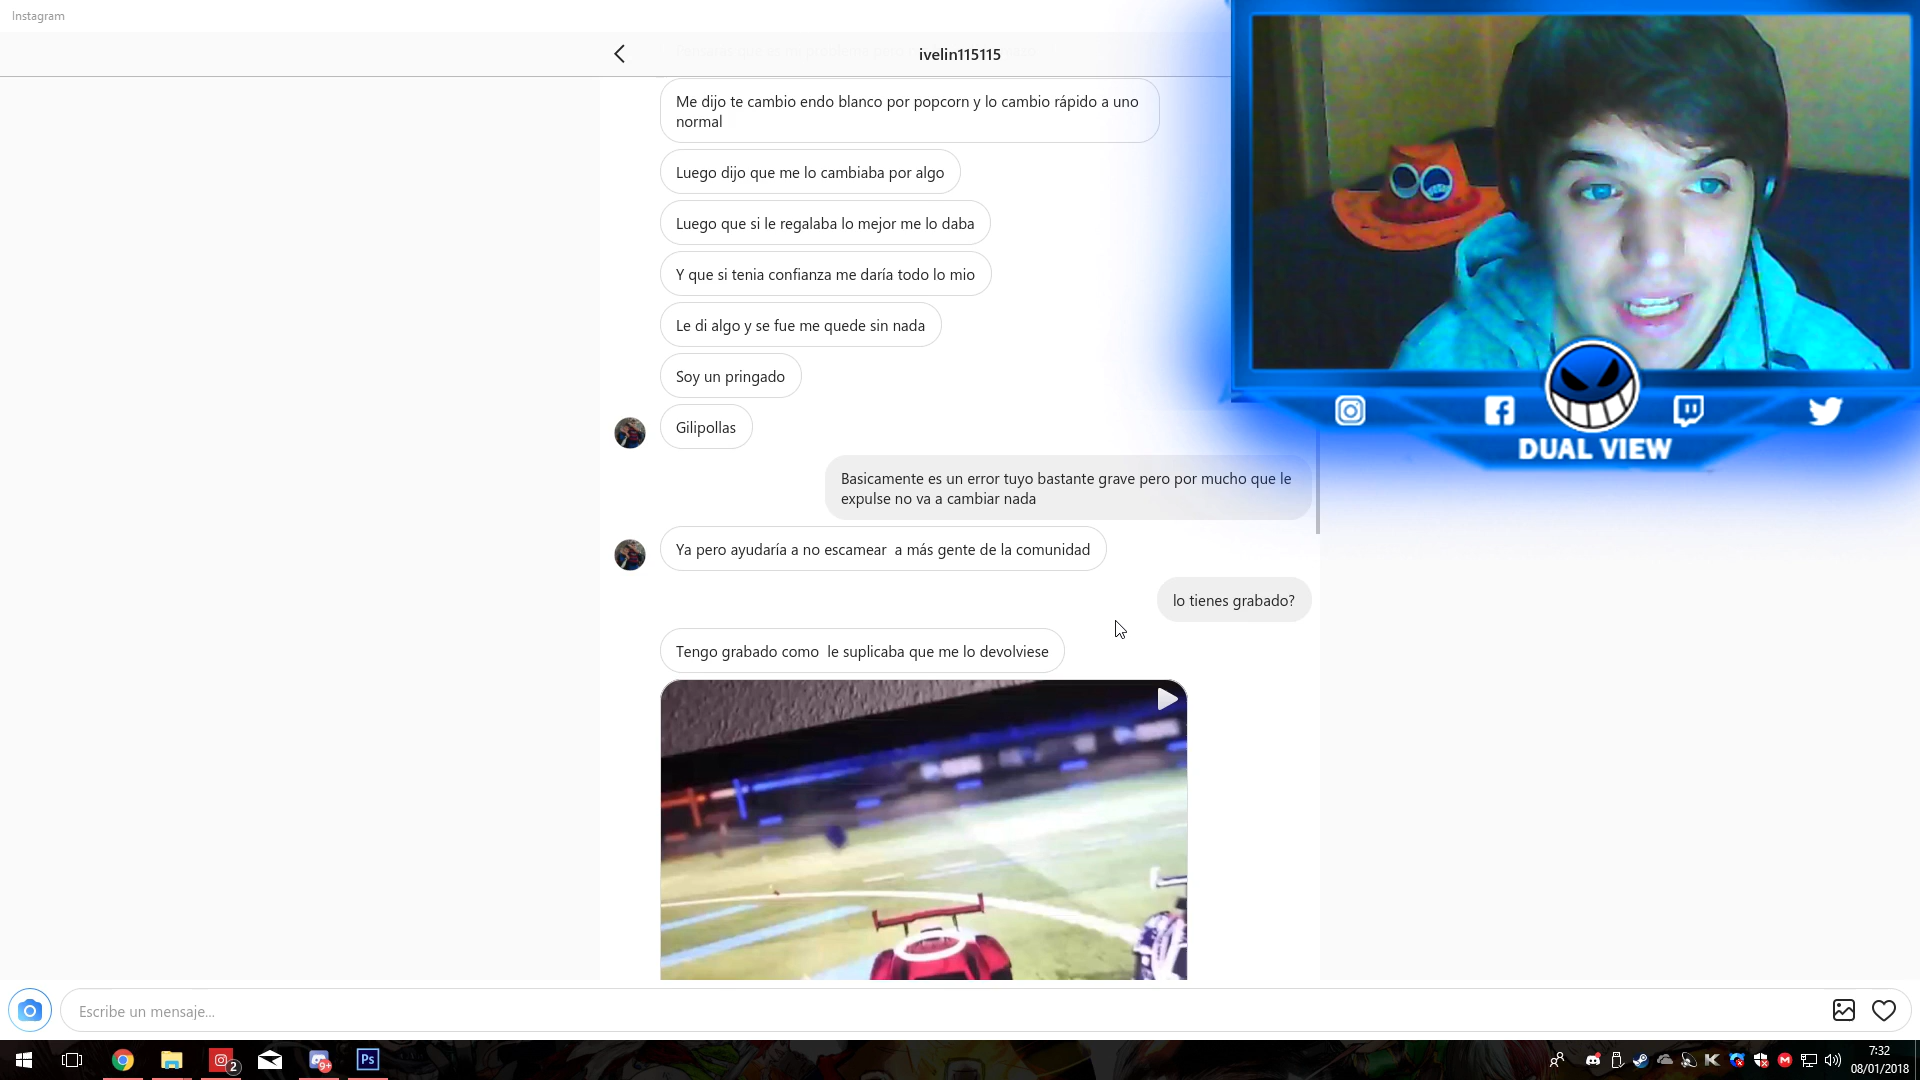 Instagram
ivelin115115
Me dijo te cambio endo blanco por popcorn y lo cambio rápido a uno
normal
Luego dijo que me lo cambiaba por algo
Luego que si le regalaba lo mejor me lo daba
Y que si tenia confianza me daría todo lo mio
Le di algo y se fue me quede sin nada
Soy un pringado
Gilipollas
Basicamente es un error tuyo bastante grave pero por mucho que le
expulse no va a cambiar nada
Ya pero ayudaría a no escamear  a más gente de la comunidad
lo tienes grabado?
Tengo grabado como  le suplicaba que me lo devolviese
DUAL VIEW
Escribe un mensaje...
2
9+
Ps
7:32
08/01/2018